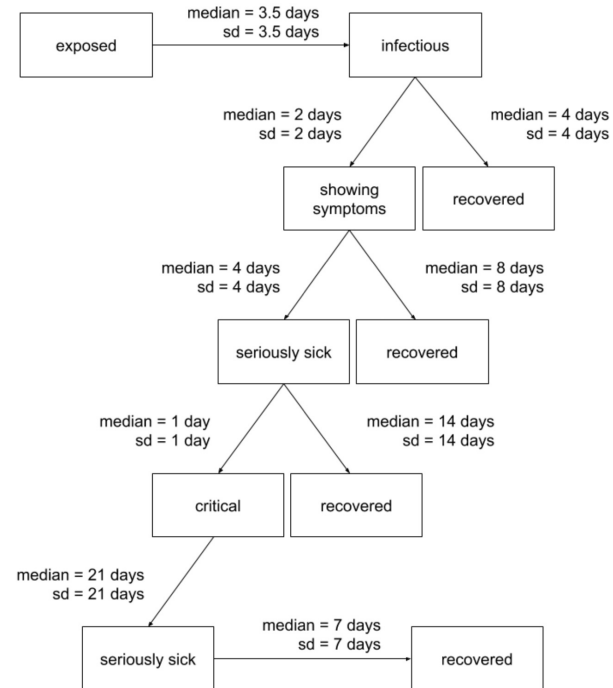 median = 3.5 days
sd = 3.5 days
exposed
infectious
median = 2 days
sd = 2 days
median = 4 days
sd = 4 days
showing
symptoms
recovered
median = 4 days
sd = 4 days
median = 8 days
sd = 8 days
seriously sick
recovered
median = 1 day
sd = 1 day
median = 14 days
sd = 14 days
critical
recovered
median = 21 days
sd = 21 days
median = 7 days
sd = 7 days
seriously sick
recovered